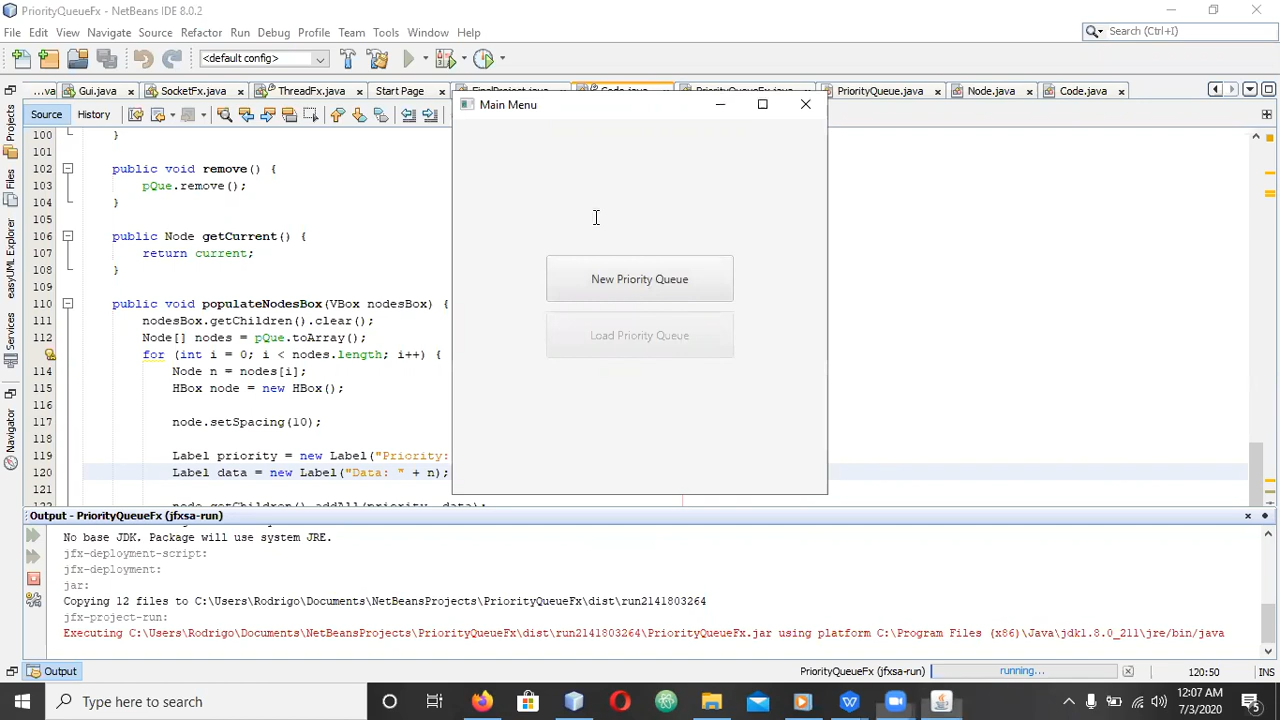 PriorityQueueFx - NetBeans IDE 8.0.2
File Edit View Navigate Source Refactor Run Debug Profile Team Tools Window Help
Search (Ctrl+I)
<default config>
...va Gui.java SocketFx.java ThreadFx.java Start Page FinalProject.java Code.java PriorityQueueFx.java PriorityQueue.java Node.java Code.java
Source History
Main Menu
New Priority Queue
Load Priority Queue
Projects
Files
easyUML Explorer
Services
Navigator
100 }
101
102 public void remove() {
103 pQue.remove();
104 }
105
106 public Node getCurrent() {
107 return current;
108 }
109
110 public void populateNodesBox(VBox nodesBox) {
111 nodesBox.getChildren().clear();
112 Node[] nodes = pQue.toArray();
for (int i = 0; i < nodes.length; i++) {
114 Node n = nodes[i];
115 HBox node = new HBox();
116
117 node.setSpacing(10);
118
119 Label priority = new Label("Priority:
120 Label data = new Label("Data: " + n);
121
node.getChildren().addAll(priority, data);
Output - PriorityQueueFx (jfxsa-run)
No base JDK. Package will use system JRE.
jfx-deployment-script:
jfx-deployment:
jar:
Copying 12 files to C:\Users\Rodrigo\Documents\NetBeansProjects\PriorityQueueFx\dist\run2141803264
jfx-project-run:
Executing C:\Users\Rodrigo\Documents\NetBeansProjects\PriorityQueueFx\dist\run2141803264\PriorityQueueFx.jar using platform C:\Program Files (x86)\Java\jdk1.8.0_211\jre/bin/java
Output
PriorityQueueFx (jfxsa-run) running... 120:50
Type here to search
12:07 AM
7/3/2020
5